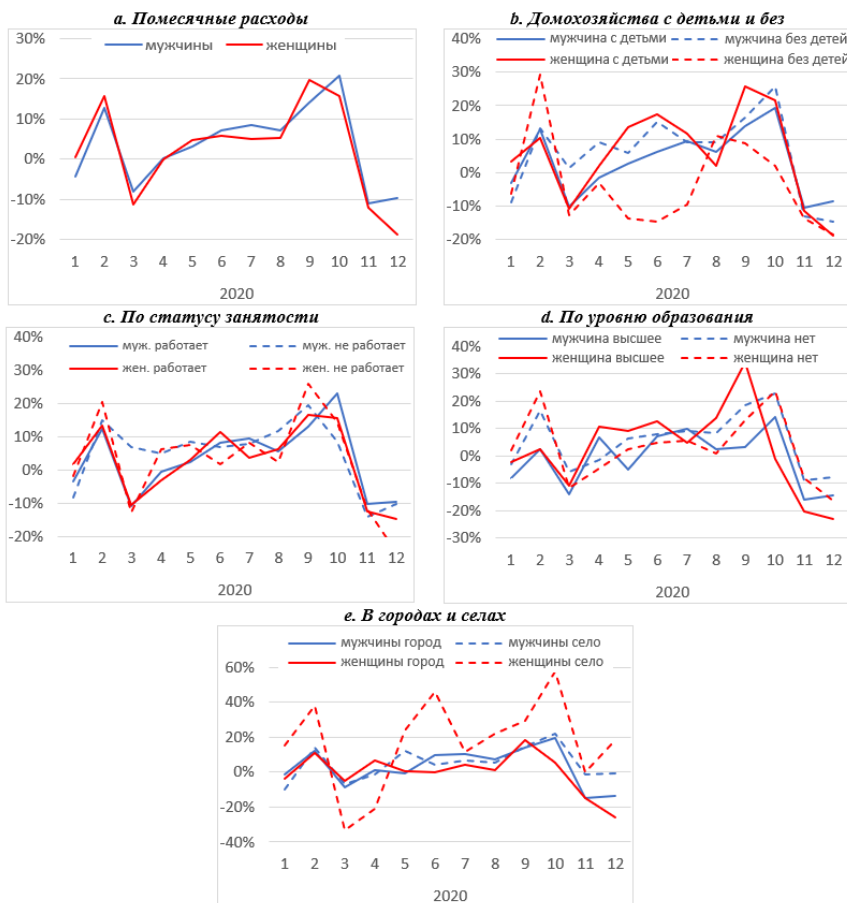 a. Помесячные расходы
30%
мужчины женщины
20%
10%
0%
-10%
-20%
1 2 3 4 5 6 7 8 9 10 11 12
2020
b. Домохозяйства с детьми и без
40%
мужчина с детьми мужчина без детей
женщина с детьми женщина без детей
30%
20%
10%
0%
-10%
-20%
1 2 3 4 5 6 7 8 9 10 11 12
2020
c. По статусу занятости
40%
муж. работает муж. не работает
жен. работает жен. не работает
30%
20%
10%
0%
-10%
-20%
1 2 3 4 5 6 7 8 9 10 11 12
2020
d. По уровню образования
мужчина высшее мужчина нет
40%
женщина высшее женщина нет
30%
20%
10%
0%
-10%
-20%
-30%
1 2 3 4 5 6 7 8 9 10 11 12
2020
e. В городах и селах
мужчины город мужчины село
женщины город женщины село
60%
40%
20%
0%
-20%
-40%
1 2 3 4 5 6 7 8 9 10 11 12
2020